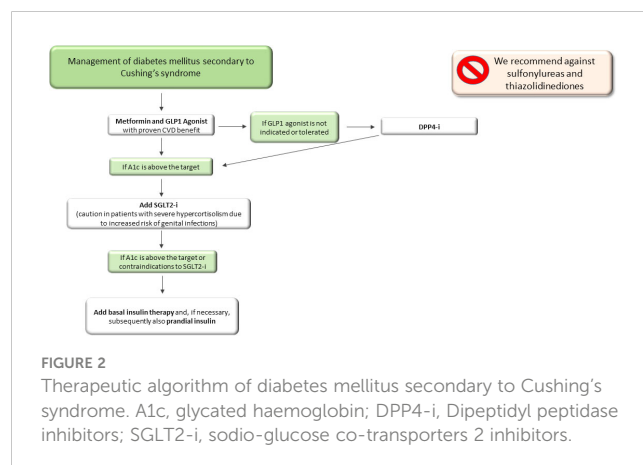 Management of diabetes mellitus secondary to
Cushing's syndrome
We recommend against
sulfonylureas and
thiazolidinediones
Metformin and GLP1 Agonist
with proven CVD benefit
If GLP1 agonist is not
indicated or tolerated
DPP4-i
If A1c is above the target
Add SGLT2-i
(caution in patients with severe hypercortisolism due
to increased risk of genital infections)
If A1c is above the target or
contraindications to SGLT2-i
Add basal insulin therapy and, if necessary,
subsequently also prandial insulin
FIGURE 2
Therapeutic algorithm of diabetes mellitus secondary to Cushing's
syndrome. A1c, glycated haemoglobin; DPP4-i, Dipeptidyl peptidase
inhibitors; SGLT2-i, sodio-glucose co-transporters 2 inhibitors.